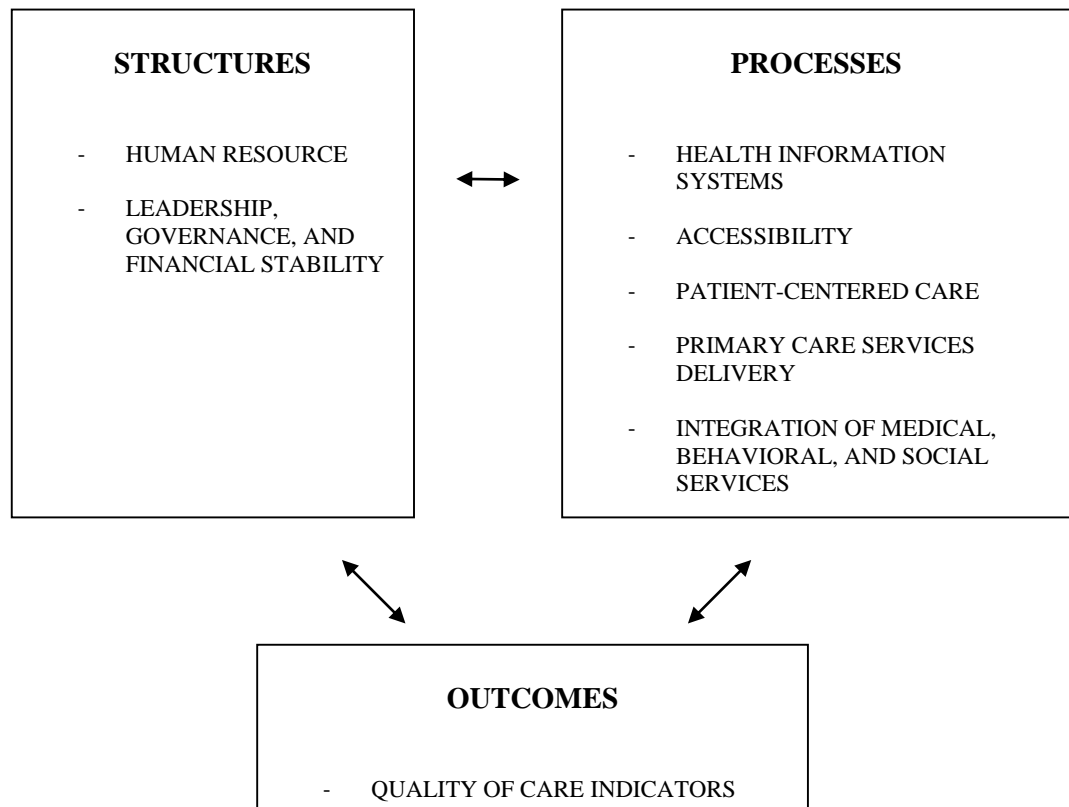 STRUCTURES
- HUMAN RESOURCE
- LEADERSHIP,
GOVERNANCE, AND
FINANCIAL STABILITY
PROCESSES
- HEALTH INFORMATION
SYSTEMS
- ACCESSIBILITY
- PATIENT-CENTERED CARE
- PRIMARY CARE SERVICES
DELIVERY
- INTEGRATION OF MEDICAL,
BEHAVIORAL, AND SOCIAL
SERVICES
OUTCOMES
- QUALITY OF CARE INDICATORS